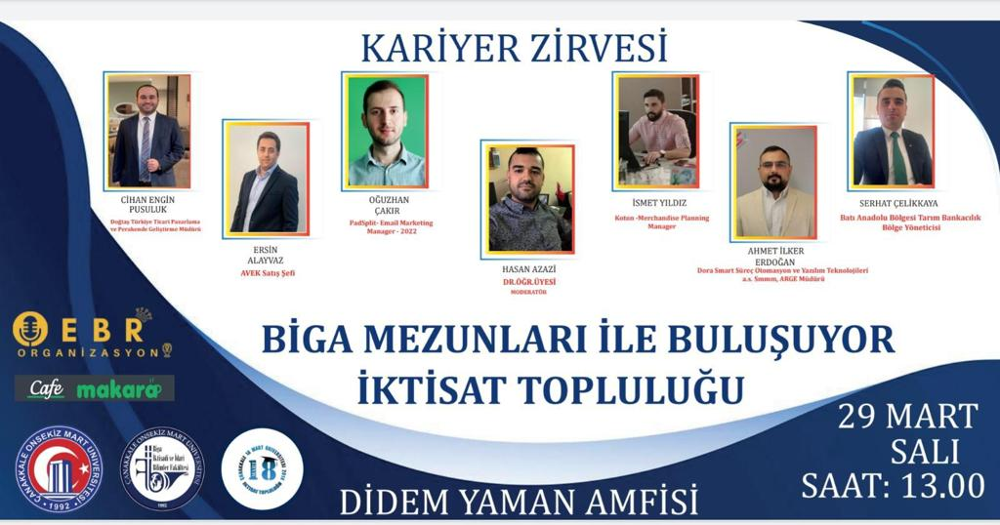 KARİYER ZİRVESİ
CİHAN ENGİN
PUSULUK
Doğtaş Türkiye Ticari Pazarlama
ve Perakende Geliştirme Müdürü
ERSİN
ALAYVAZ
AVEK Satış Şefi
OĞUZHAN
ÇAKIR
PadSplit- Email Marketing
Manager - 2022
HASAN AZAZİ
DR.ÖĞR.ÜYESİ
MODERATÖR
İSMET YILDIZ
Koton -Merchandise Planning
Manager
AHMET İLKER
ERDOĞAN
Dora Smart Süreç Otomasyon ve Yazılım Teknolojileri
a.s. Smmm, ARGE Müdürü
SERHAT ÇELİKKAYA
Batı Anadolu Bölgesi Tarım Bankacılık
Bölge Yöneticisi
EBR
ORGANİZASYON
Cafe makara
BİGA MEZUNLARI İLE BULUŞUYOR
İKTİSAT TOPLULUĞU
29 MART
SALI
SAAT: 13.00
DİDEM YAMAN AMFİSİ
ÇANAKKALE ONSEKİZ MART ÜNİVERSİTESİ
1992
ÇANAKKALE ONSEKİZ MART ÜNİVERSİTESİ
Biga
İktisadi ve İdari
Bilimler Fakültesi
1992
ÇANAKKALE 18 MART ÜNİVERSİTESİ
18
İKTİSAT TOPLULUĞU